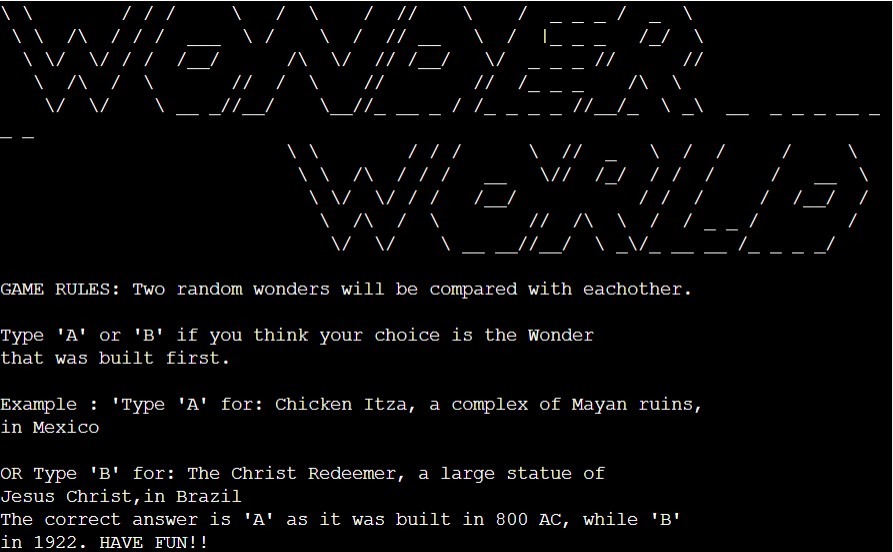 WONDER
WORLD
GAME RULES: Two random wonders will be compared with eachother.
Type 'A' or 'B' if you think your choice is the Wonder
that was built first.
Example : 'Type 'A' for: Chicken Itza, a complex of Mayan ruins,
in Mexico
OR Type 'B' for: The Christ Redeemer, a large statue of
Jesus Christ,in Brazil
The correct answer is 'A' as it was built in 800 AC, while 'B'
in 1922. HAVE FUN!!